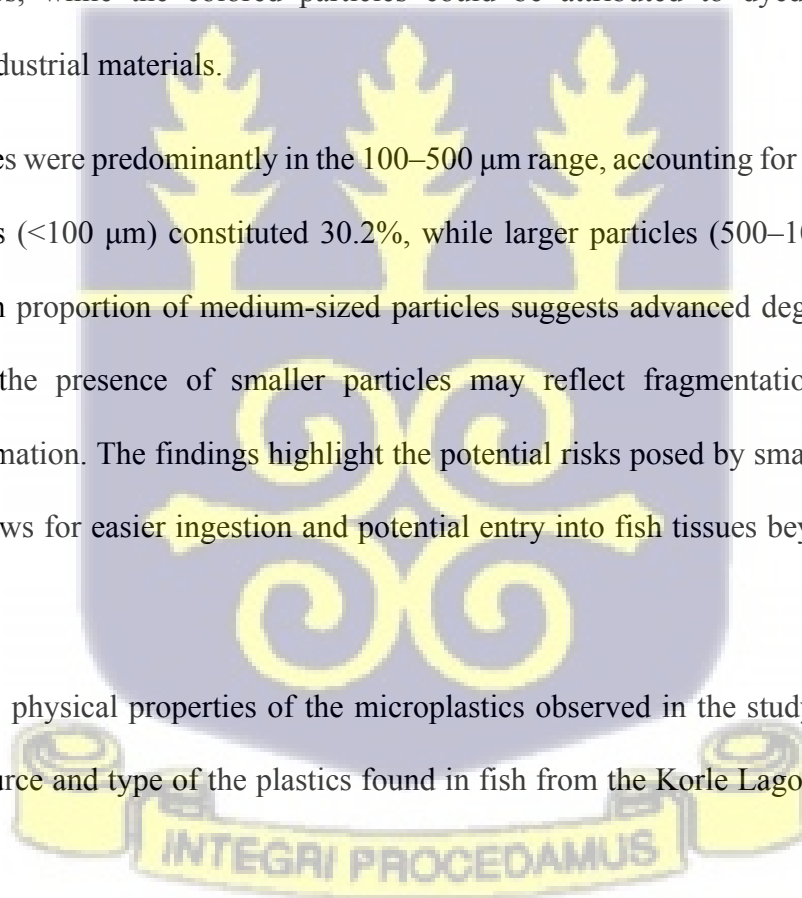 s, while the colored particles could be attributed to dyed
dustrial materials.
es were predominantly in the 100–500 μm range, accounting for
s (<100 μm) constituted 30.2%, while larger particles (500–10
proportion of medium-sized particles suggests advanced deg
the presence of smaller particles may reflect fragmentatio
mation. The findings highlight the potential risks posed by sma
ws for easier ingestion and potential entry into fish tissues bey
physical properties of the microplastics observed in the study
urce and type of the plastics found in fish from the Korle Lago
INTEGRI PROCEDAMUS